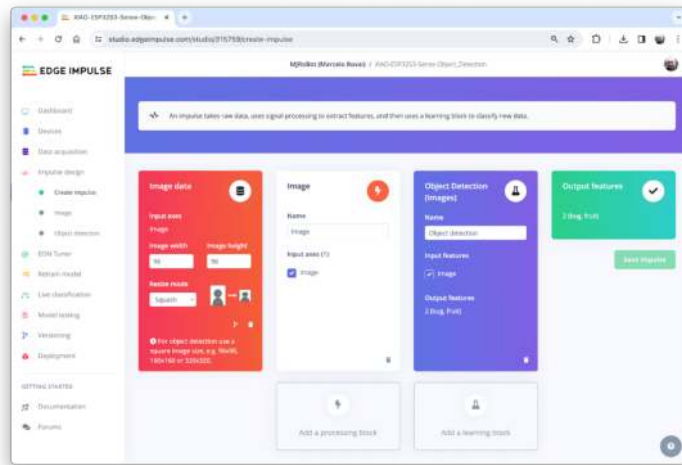 XIAO-ESP32S3-Sense-Object
studio.edgeimpulse.com/studio/315759/create-impulse
EDGE IMPULSE
MJRoBot (Marcelo Rovai) / XIAO-ESP32S3-Sense-Object_Detection
An impulse takes raw data, uses signal processing to extract features, and then uses a learning block to classify new data.
Dashboard
Devices
Data acquisition
Impulse design
Create impulse
Image
Object detection
EON Tuner
Retrain model
Live classification
Model testing
Versioning
Deployment
GETTING STARTED
Documentation
Forums
Image data
Input axes
image
Image width
Image height
96
96
Resize mode
Squash
For object detection use a
square image size, e.g. 96x96,
160x160 or 320x320.
Image
Name
Image
Input axes (1)
image
Add a processing block
Object Detection
(Images)
Name
Object detection
Input features
Image
Output features
2 (bug, fruit)
Add a learning block
Output features
2 (bug, fruit)
Save Impulse